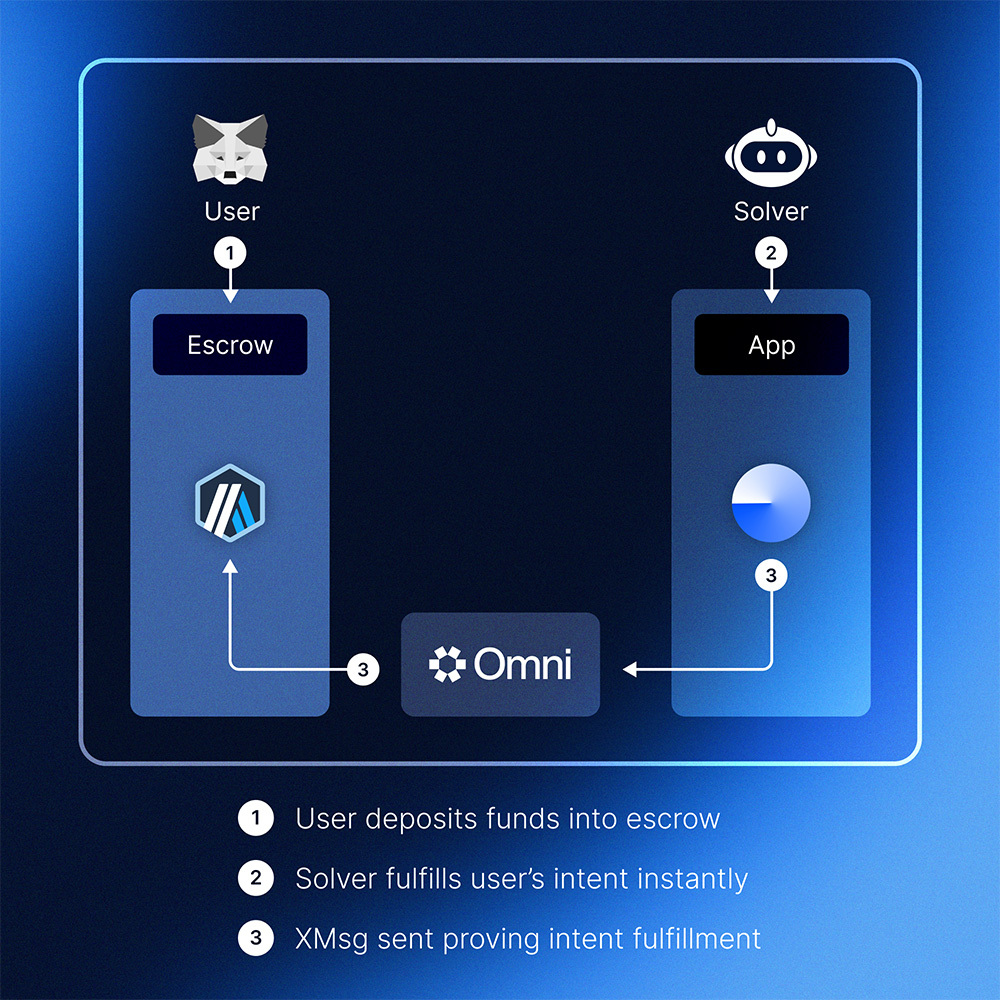 User
Solver
1
2
Escrow
App
3
3
Omni
1 User deposits funds into escrow
2 Solver fulfills user’s intent instantly
3 XMsg sent proving intent fulfillment